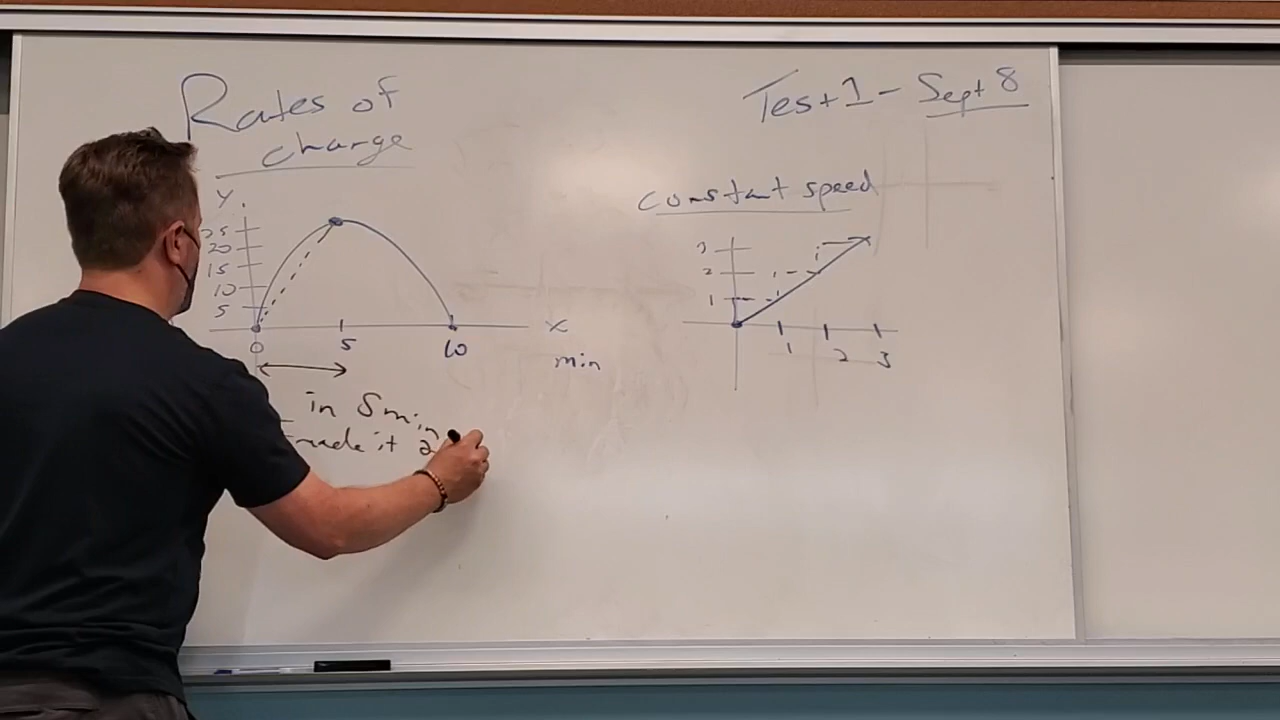 Rates of
change
Test 1 - Sept 8
Y
25
20
15
10
5
0
5
10
x
min
in 5 min
made it 2
constant speed
3
2
1
1
2
3